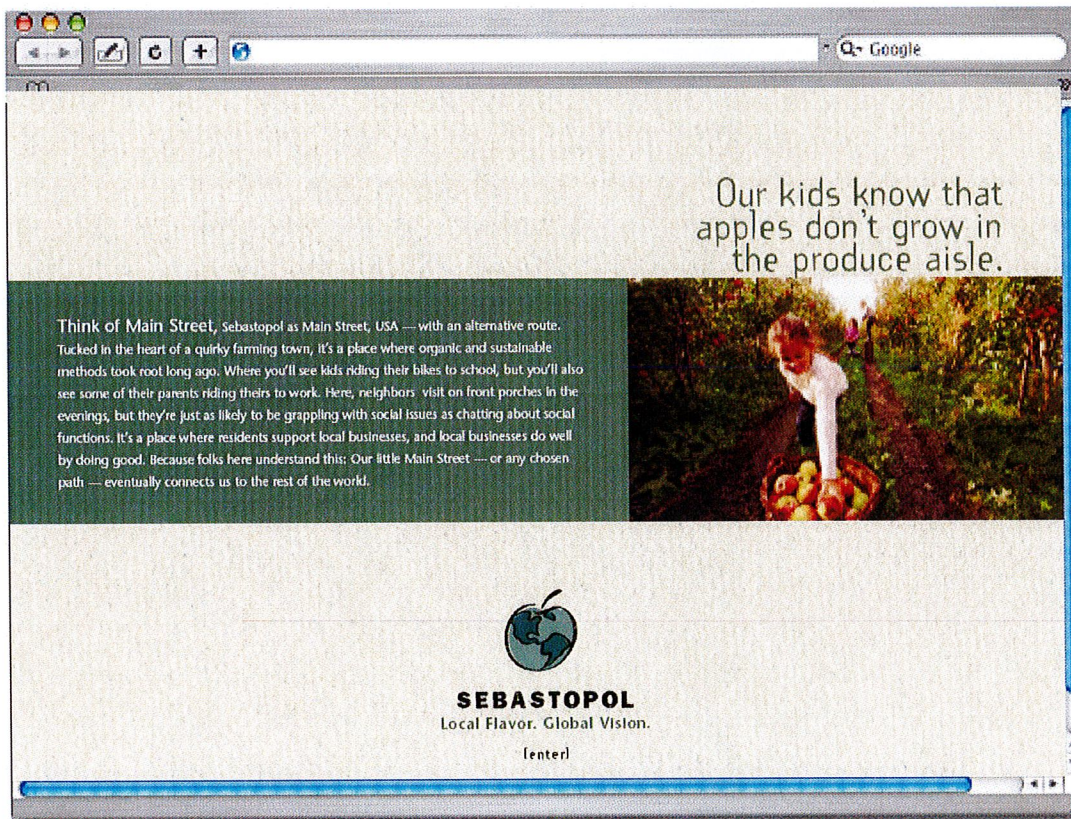 Google
Our kids know that
apples don't grow in
the produce aisle.
Think of Main Street, Sebastopol as Main Street, USA — with an alternative route.
Tucked in the heart of a quirky farming town, it's a place where organic and sustainable
methods took root long ago. Where you'll see kids riding their bikes to school, but you'll also
see some of their parents riding theirs to work. Here, neighbors visit on front porches in the
evenings, but they're just as likely to be grappling with social issues as chatting about social
functions. It's a place where residents support local businesses, and local businesses do well
by doing good. Because folks here understand this: Our little Main Street — or any chosen
path — eventually connects us to the rest of the world.
SEBASTOPOL
Local Flavor. Global Vision.
[enter]